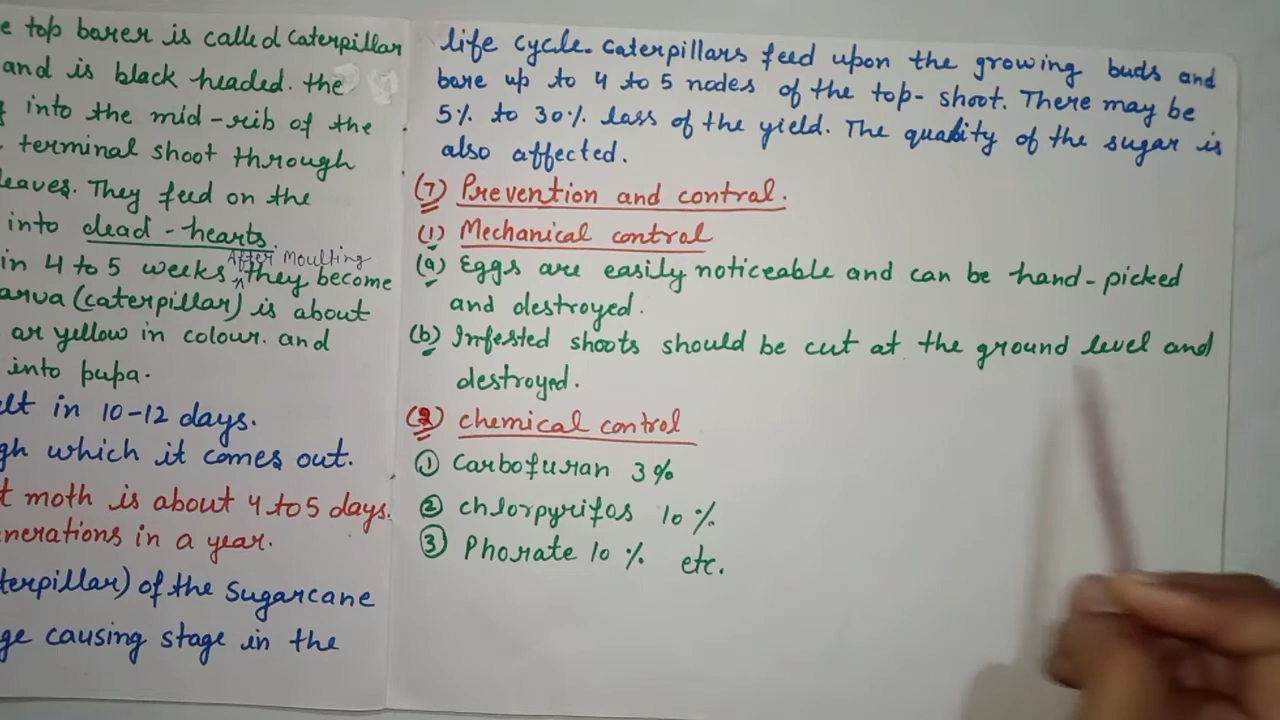 e top borer is called caterpillar
and is black headed. the
into the mid-rib of the
terminal shoot through
leaves. They feed on the
into dead-hearts.
After Moulting
in 4 to 5 weeks they become
arva (caterpillar) is about
or yellow in colour. and
into pupa.
lt in 10-12 days.
gh which it comes out.
t moth is about 4 to 5 days.
nerations in a year.
terpillar) of the sugarcane
ge causing stage in the
life cycle. Caterpillars feed upon the growing buds and
bore up to 4 to 5 nodes of the top-shoot. There may be
5% to 30% loss of the yield. The quality of the sugar is
also affected.
(7) Prevention and control.
(1) Mechanical control
(a) Eggs are easily noticeable and can be hand-picked
and destroyed.
(b) Infested shoots should be cut at the ground level and
destroyed.
(2) chemical control
① Carbofuran 3%
② chlorpyrifos 10%
③ Phorate 10% etc.